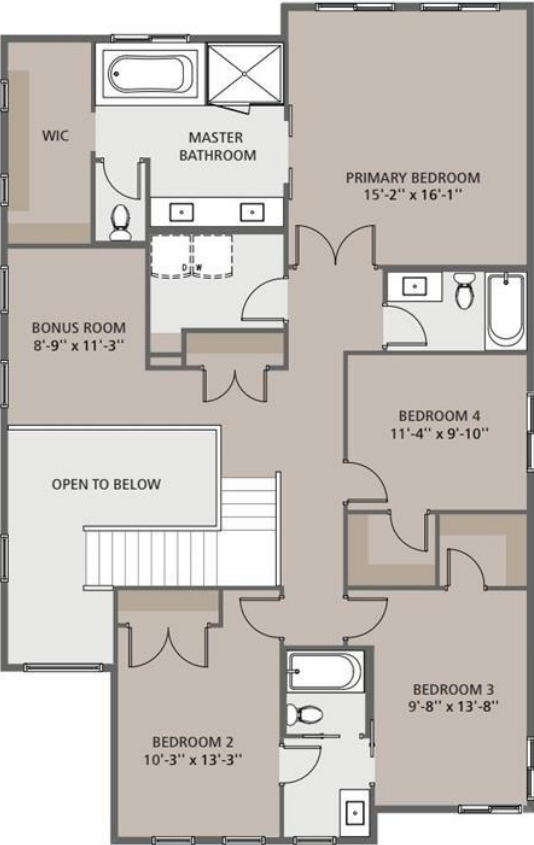 WIC
MASTER
BATHROOM
PRIMARY BEDROOM
15'-2'' x 16'-1''
D W
BONUS ROOM
8'-9'' x 11'-3''
BEDROOM 4
11'-4'' x 9'-10''
OPEN TO BELOW
BEDROOM 3
9'-8'' x 13'-8''
BEDROOM 2
10'-3'' x 13'-3''